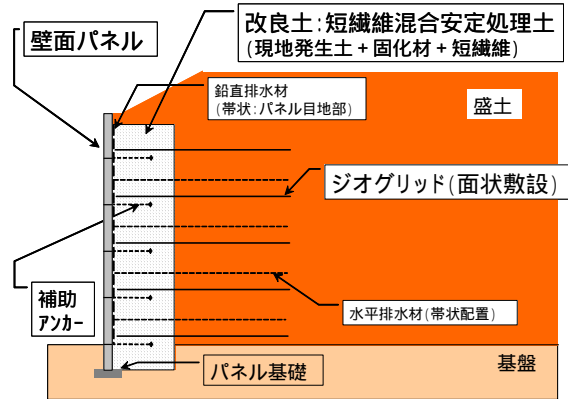 改良土：短繊維混合安定処理土
(現地発生土＋固化材＋短繊維)
壁面パネル
鉛直排水材
(帯状：パネル目地部)
盛土
ジオグリッド(面状敷設)
補助
アンカー
水平排水材(帯状配置)
パネル基礎
基盤